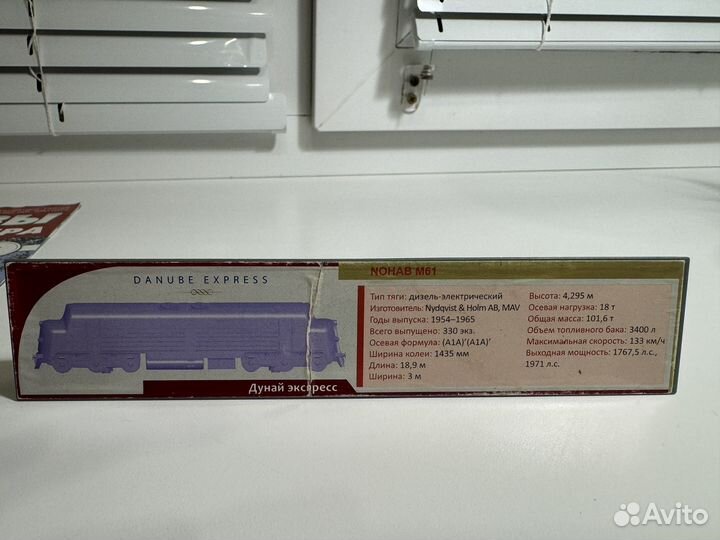 ЗЫ
РА
DANUBE EXPRESS
Дунай экспресс
NOHAB M61
Тип тяги: дизель-электрический
Изготовитель: Nydqvist & Holm AB, MAV
Годы выпуска: 1954–1965
Всего выпущено: 330 экз.
Осевая формула: (A1A)'(A1A)'
Ширина колеи: 1435 мм
Длина: 18,9 м
Ширина: 3 м
Высота: 4,295 м
Осевая нагрузка: 18 т
Общая масса: 101,6 т
Объем топливного бака: 3400 л
Максимальная скорость: 133 км/ч
Выходная мощность: 1767,5 л.с.,
1971 л.с.
Avito